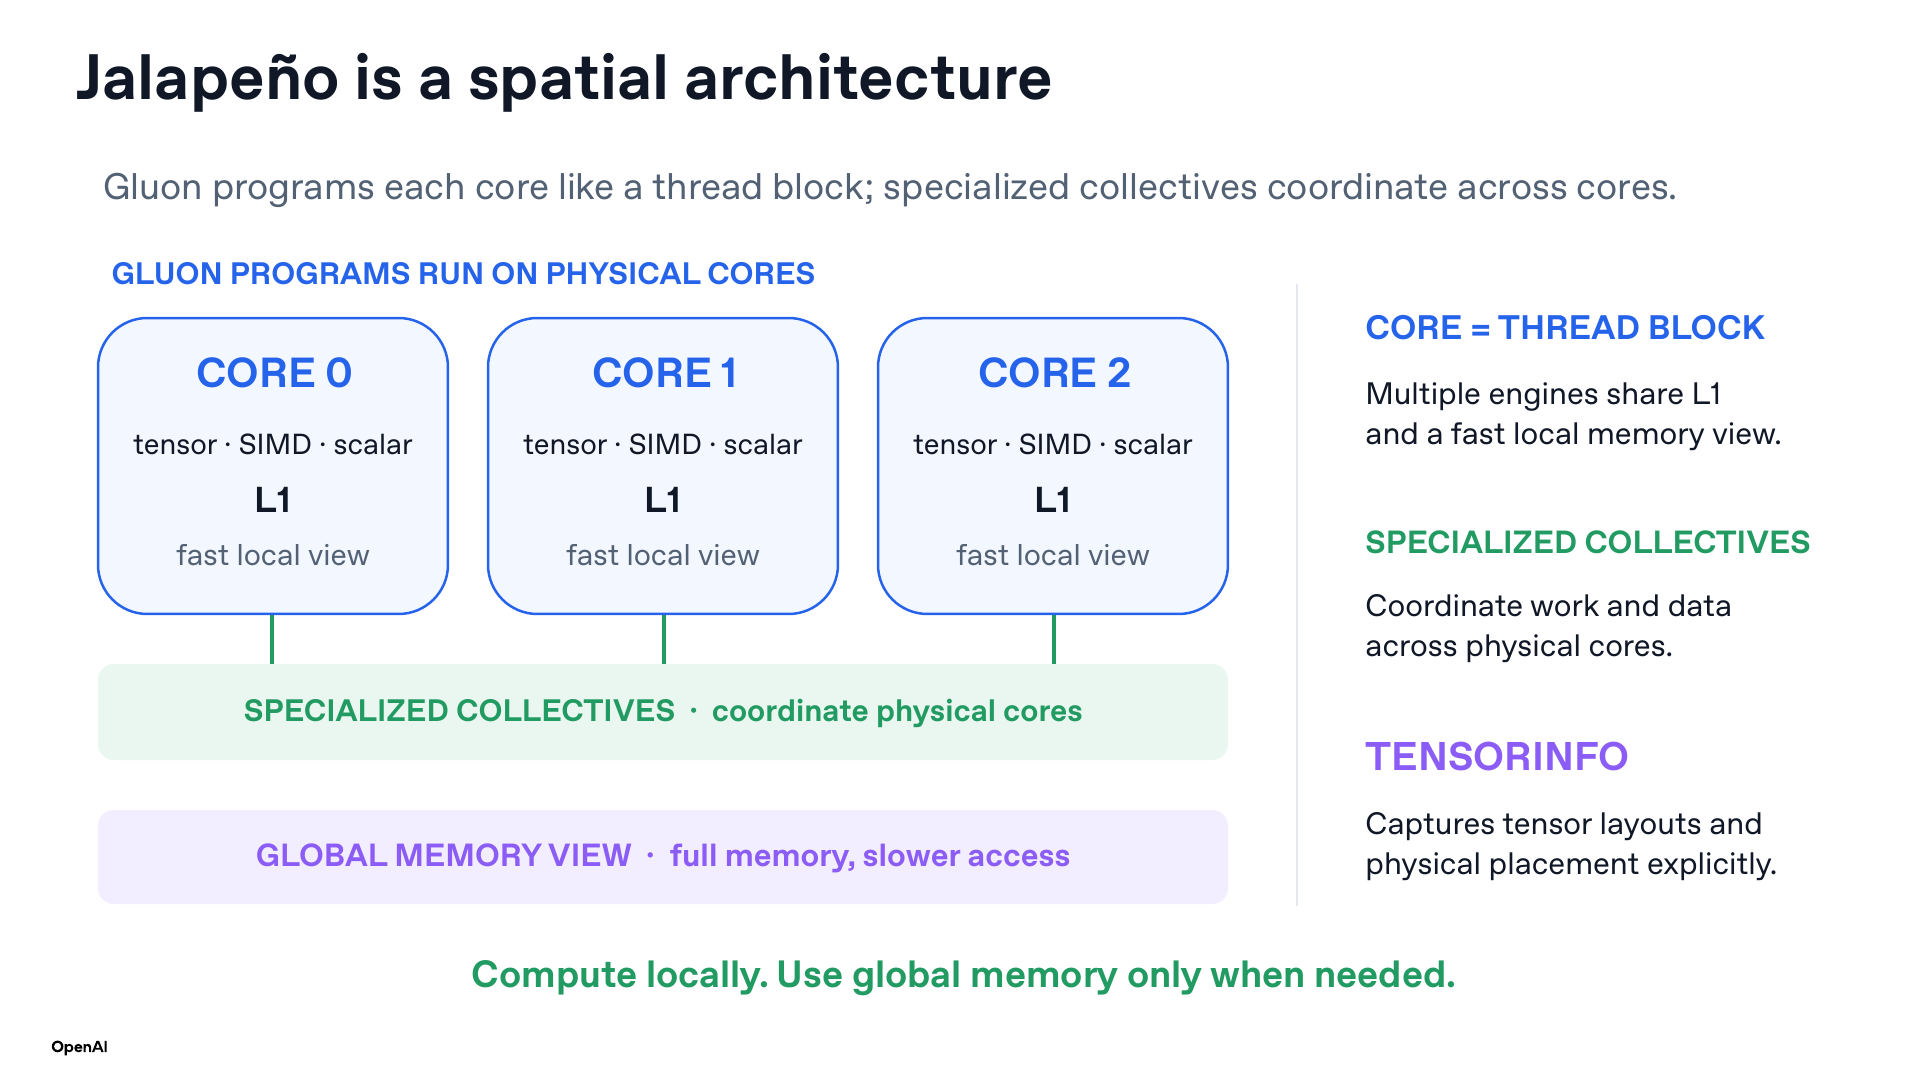 Jalapeño is a spatial architecture
Gluon programs each core like a thread block; specialized collectives coordinate across cores.
GLUON PROGRAMS RUN ON PHYSICAL CORES
CORE 0
tensor · SIMD · scalar
L1
fast local view
CORE 1
tensor · SIMD · scalar
L1
fast local view
CORE 2
tensor · SIMD · scalar
L1
fast local view
SPECIALIZED COLLECTIVES · coordinate physical cores
GLOBAL MEMORY VIEW · full memory, slower access
CORE = THREAD BLOCK
Multiple engines share L1
and a fast local memory view.
SPECIALIZED COLLECTIVES
Coordinate work and data
across physical cores.
TENSORINFO
Captures tensor layouts and
physical placement explicitly.
Compute locally. Use global memory only when needed.
OpenAI